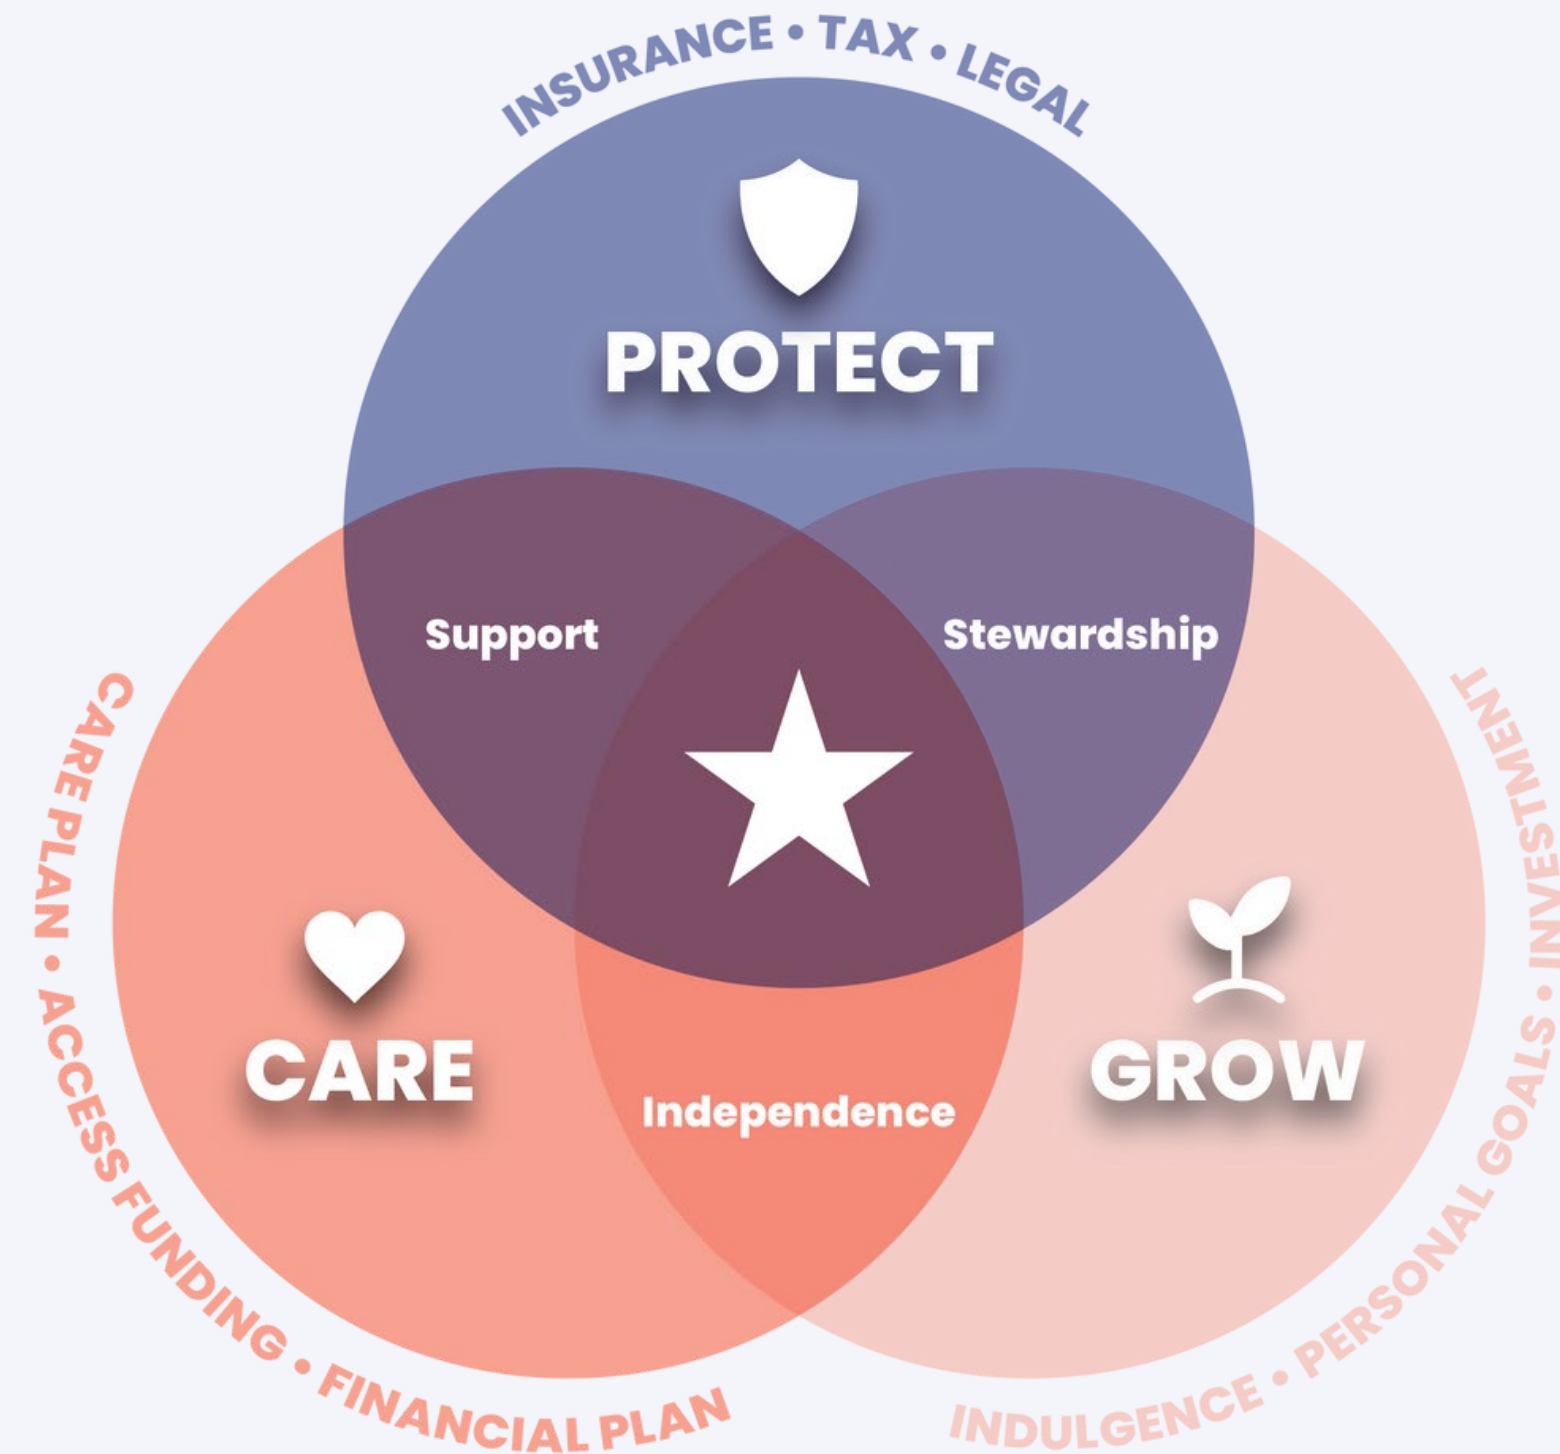 INSURANCE • TAX • LEGAL
PROTECT
Support
Stewardship
CARE PLAN • ACCESS FUNDING • FINANCIAL PLAN
CARE
GROW
Independence
INDULGENCE • PERSONAL GOALS • INVESTMENT